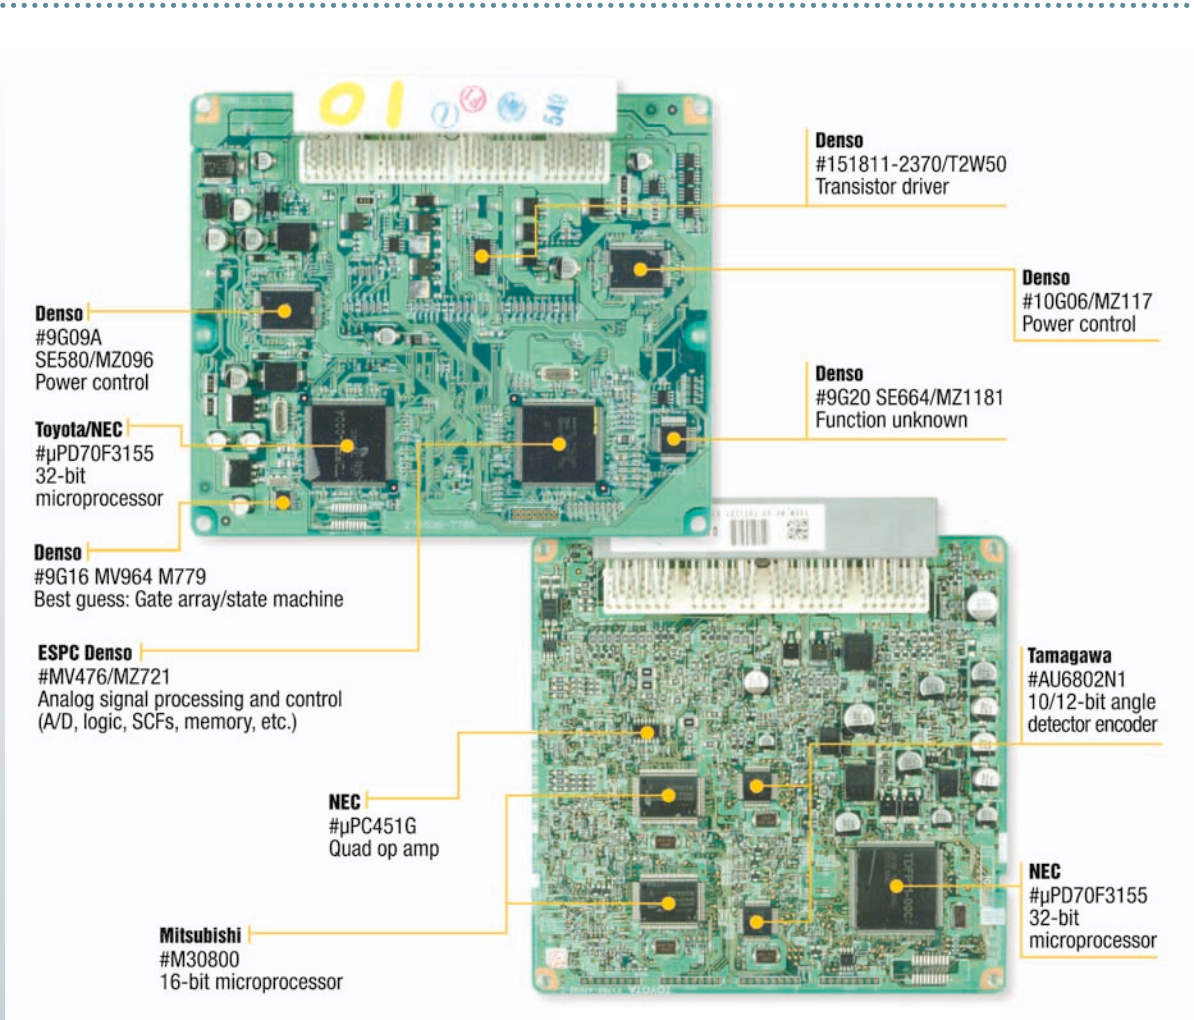 01
Denso
#151811-2370/T2W50
Transistor driver
Denso
#10G06/MZ117
Power control
Denso
#9G09A
SE580/MZ096
Power control
Denso
#9G20 SE664/MZ1181
Function unknown
Toyota/NEC
#µPD70F3155
32-bit
microprocessor
Denso
#9G16 MV964 M779
Best guess: Gate array/state machine
ESPC Denso
#MV476/MZ721
Analog signal processing and control
(A/D, logic, SCFs, memory, etc.)
Tamagawa
#AU6802N1
10/12-bit angle
detector encoder
NEC
#µPC451G
Quad op amp
NEC
#µPD70F3155
32-bit
microprocessor
Mitsubishi
#M30800
16-bit microprocessor
TOYOTA